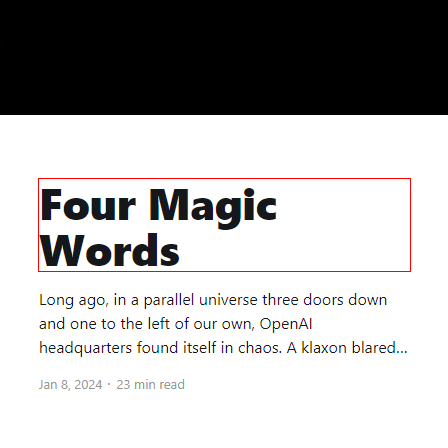 Four Magic
Words
Long ago, in a parallel universe three doors down
and one to the left of our own, OpenAI
headquarters found itself in chaos. A klaxon blared…
Jan 8, 2024 · 23 min read